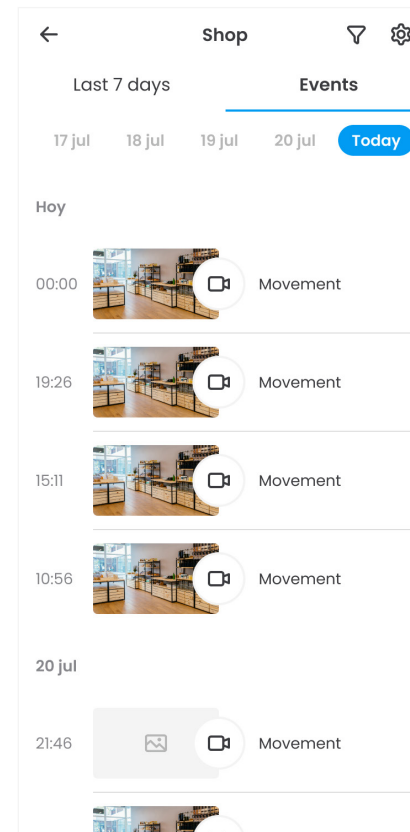 Shop
Last 7 days Events
17 jul 18 jul 19 jul 20 jul Today
Hoy
00:00 Movement
19:26 Movement
15:11 Movement
10:56 Movement
20 jul
21:46 Movement